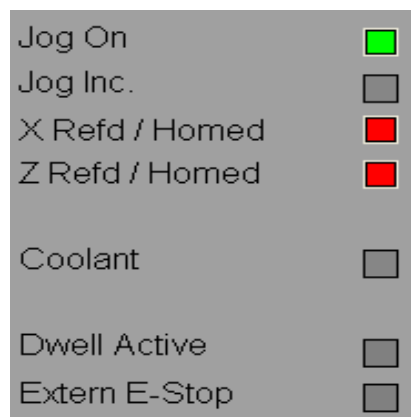 Jog On
Jog Inc.
X Refd / Homed
Z Refd / Homed
Coolant
Dwell Active
Extern E-Stop